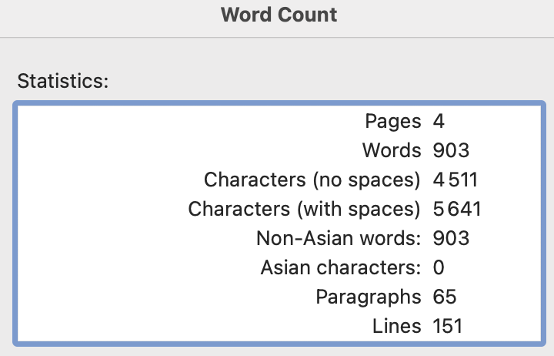 Word Count
Statistics:
Pages 4
Words 903
Characters (no spaces) 4 511
Characters (with spaces) 5 641
Non-Asian words: 903
Asian characters: 0
Paragraphs 65
Lines 151